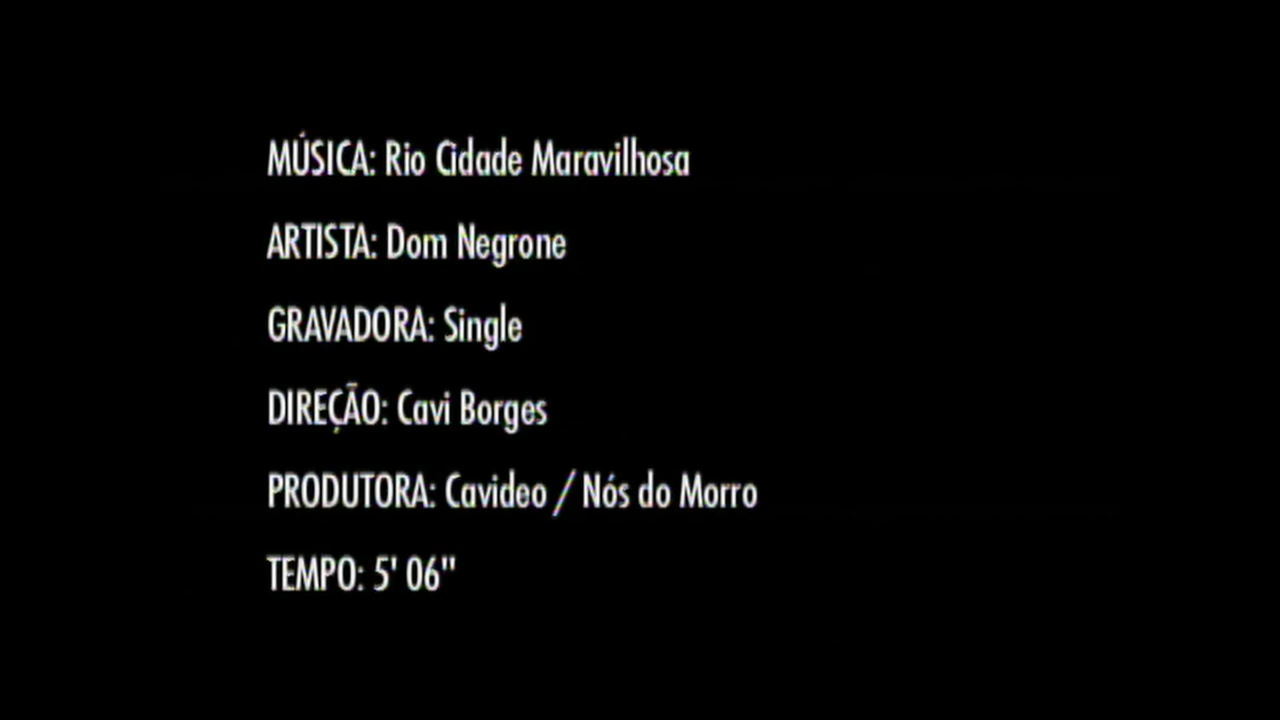 MÚSICA: Rio Cidade Maravilhosa
ARTISTA: Dom Negrone
GRAVADORA: Single
DIREÇÃO: Cavi Borges
PRODUTORA: Cavideo / Nós do Morro
TEMPO: 5' 06"